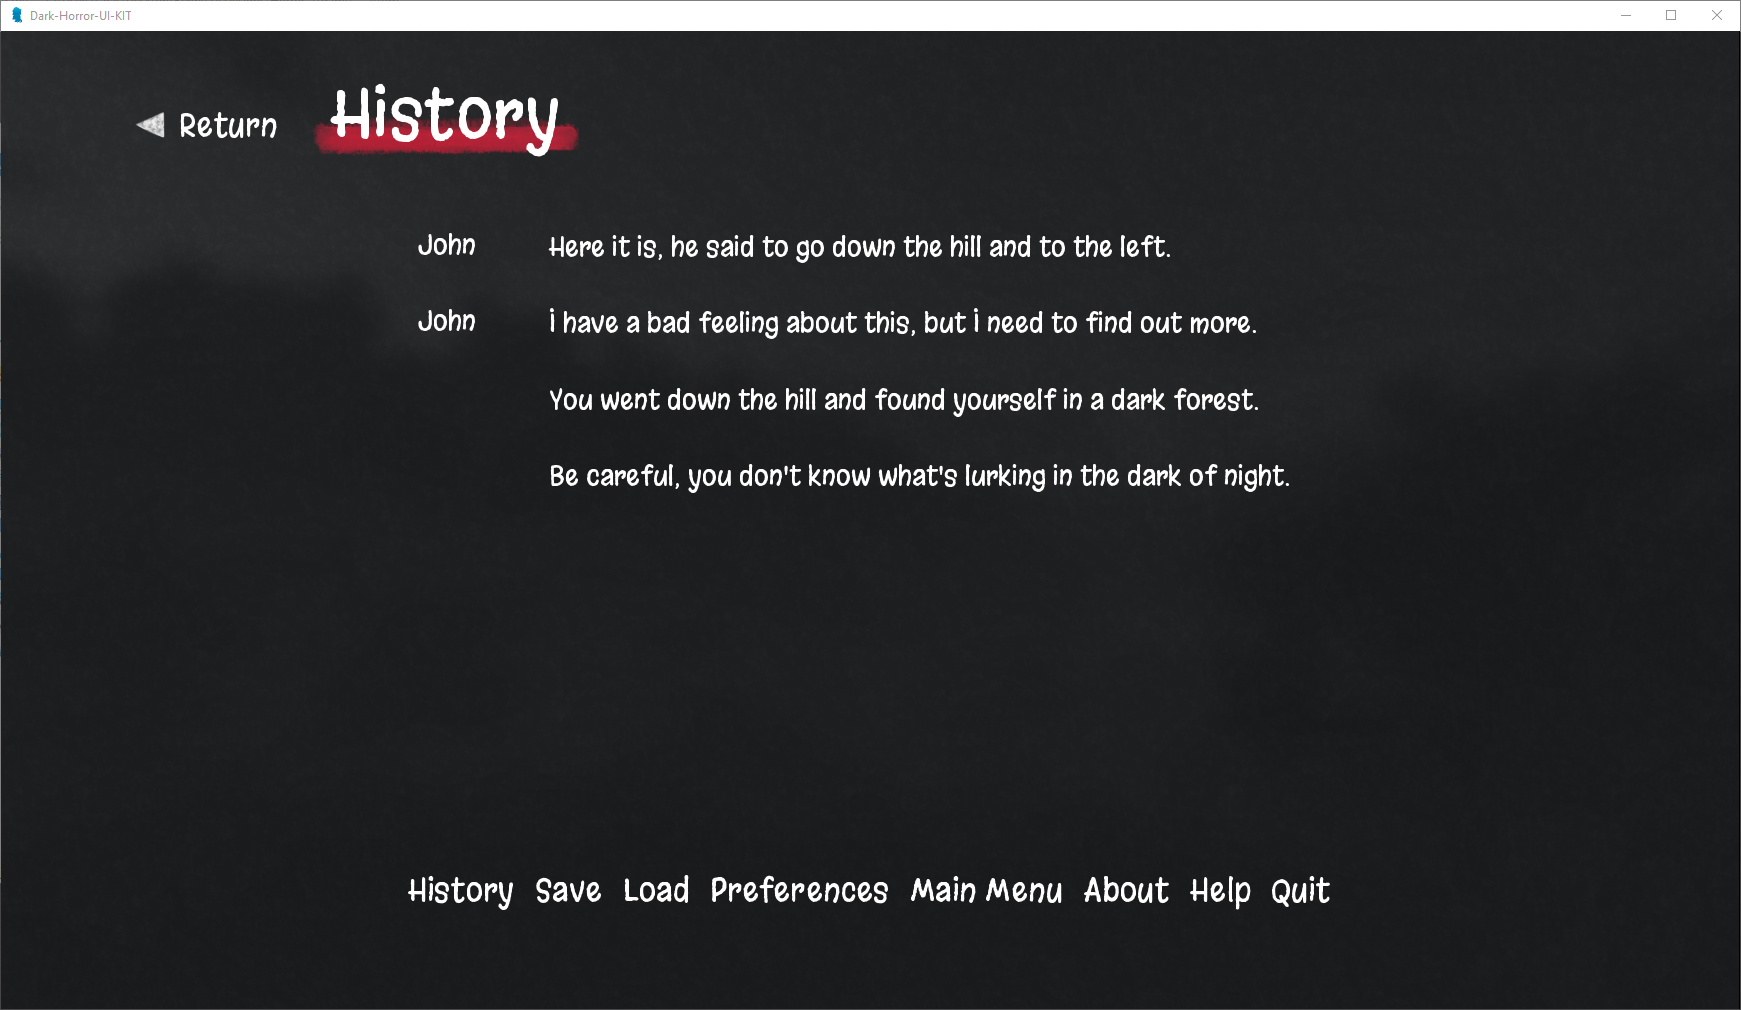 Dark-Horror-UI-KIT
Return
History
John Here it is, he said to go down the hill and to the left.
John i have a bad feeling about this, but i need to find out more.
You went down the hill and found yourself in a dark forest.
Be careful, you don't know what's lurking in the dark of night.
History Save Load Preferences Main Menu About Help Quit